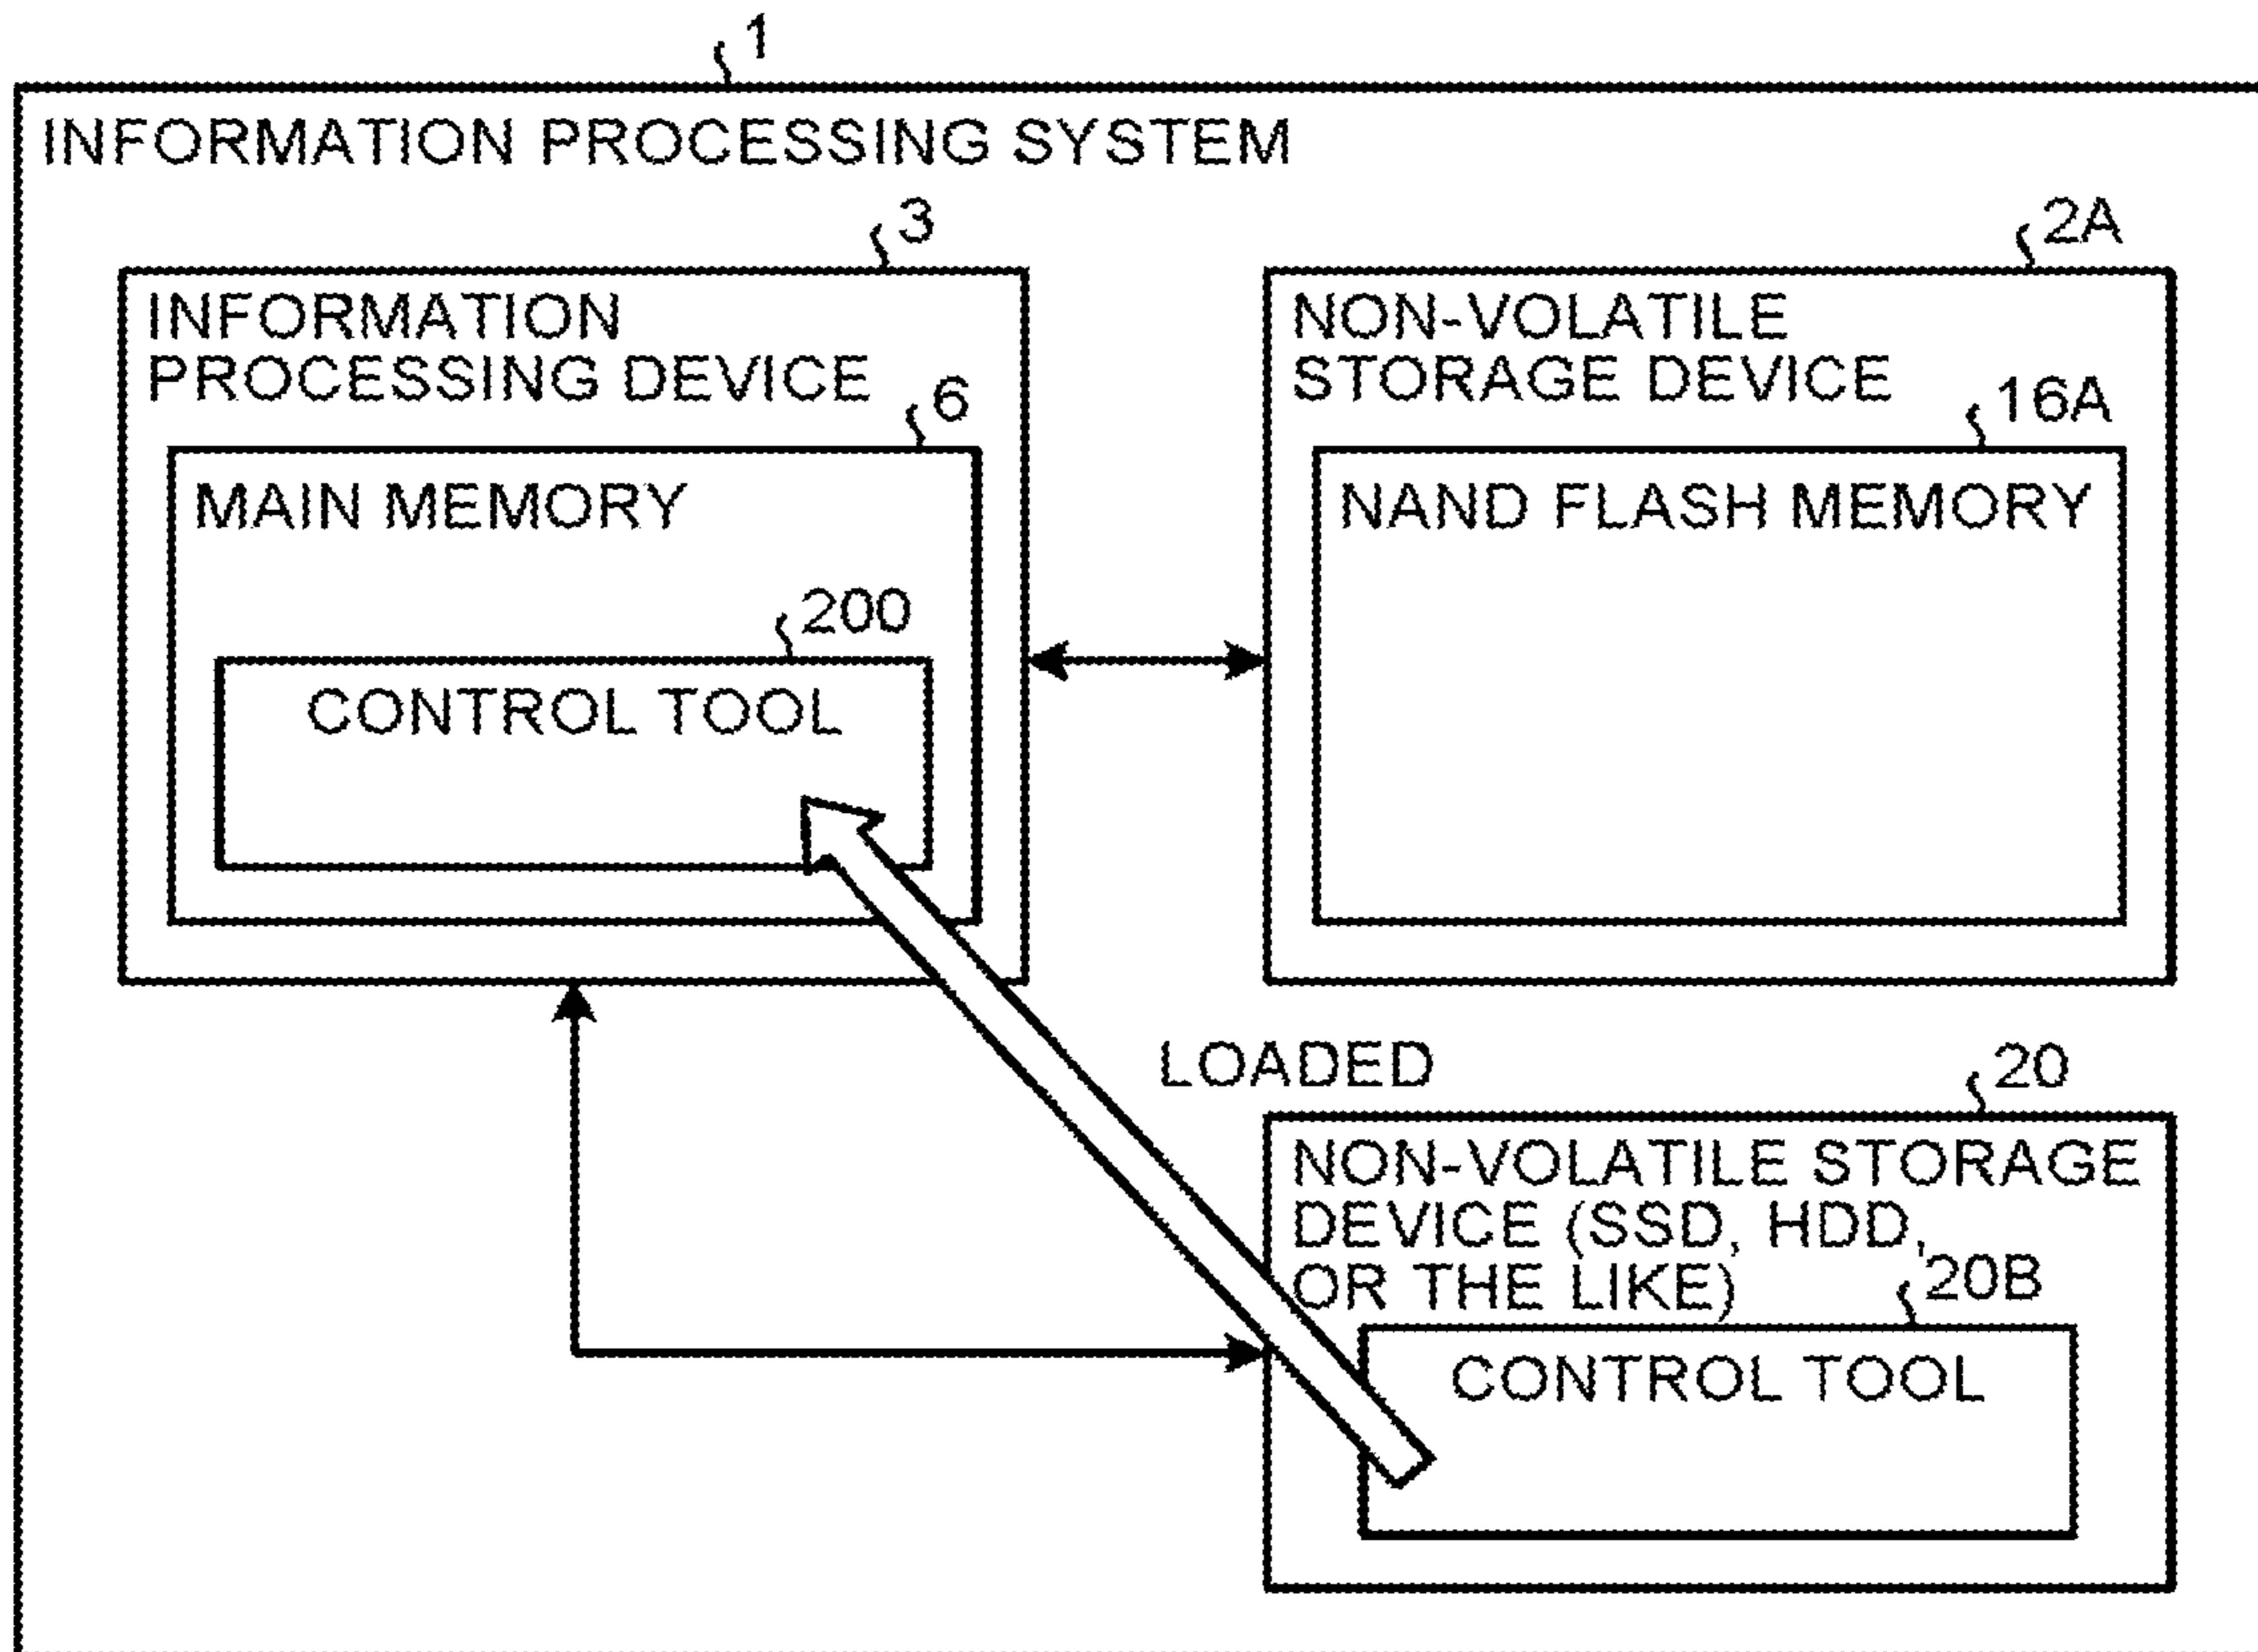 1
INFORMATION PROCESSING SYSTEM
3
INFORMATION
PROCESSING DEVICE
6
MAIN MEMORY
200
CONTROL TOOL
2A
NON-VOLATILE
STORAGE DEVICE
16A
NAND FLASH MEMORY
LOADED
20
NON-VOLATILE STORAGE
DEVICE (SSD, HDD,
OR THE LIKE)
20B
CONTROL TOOL